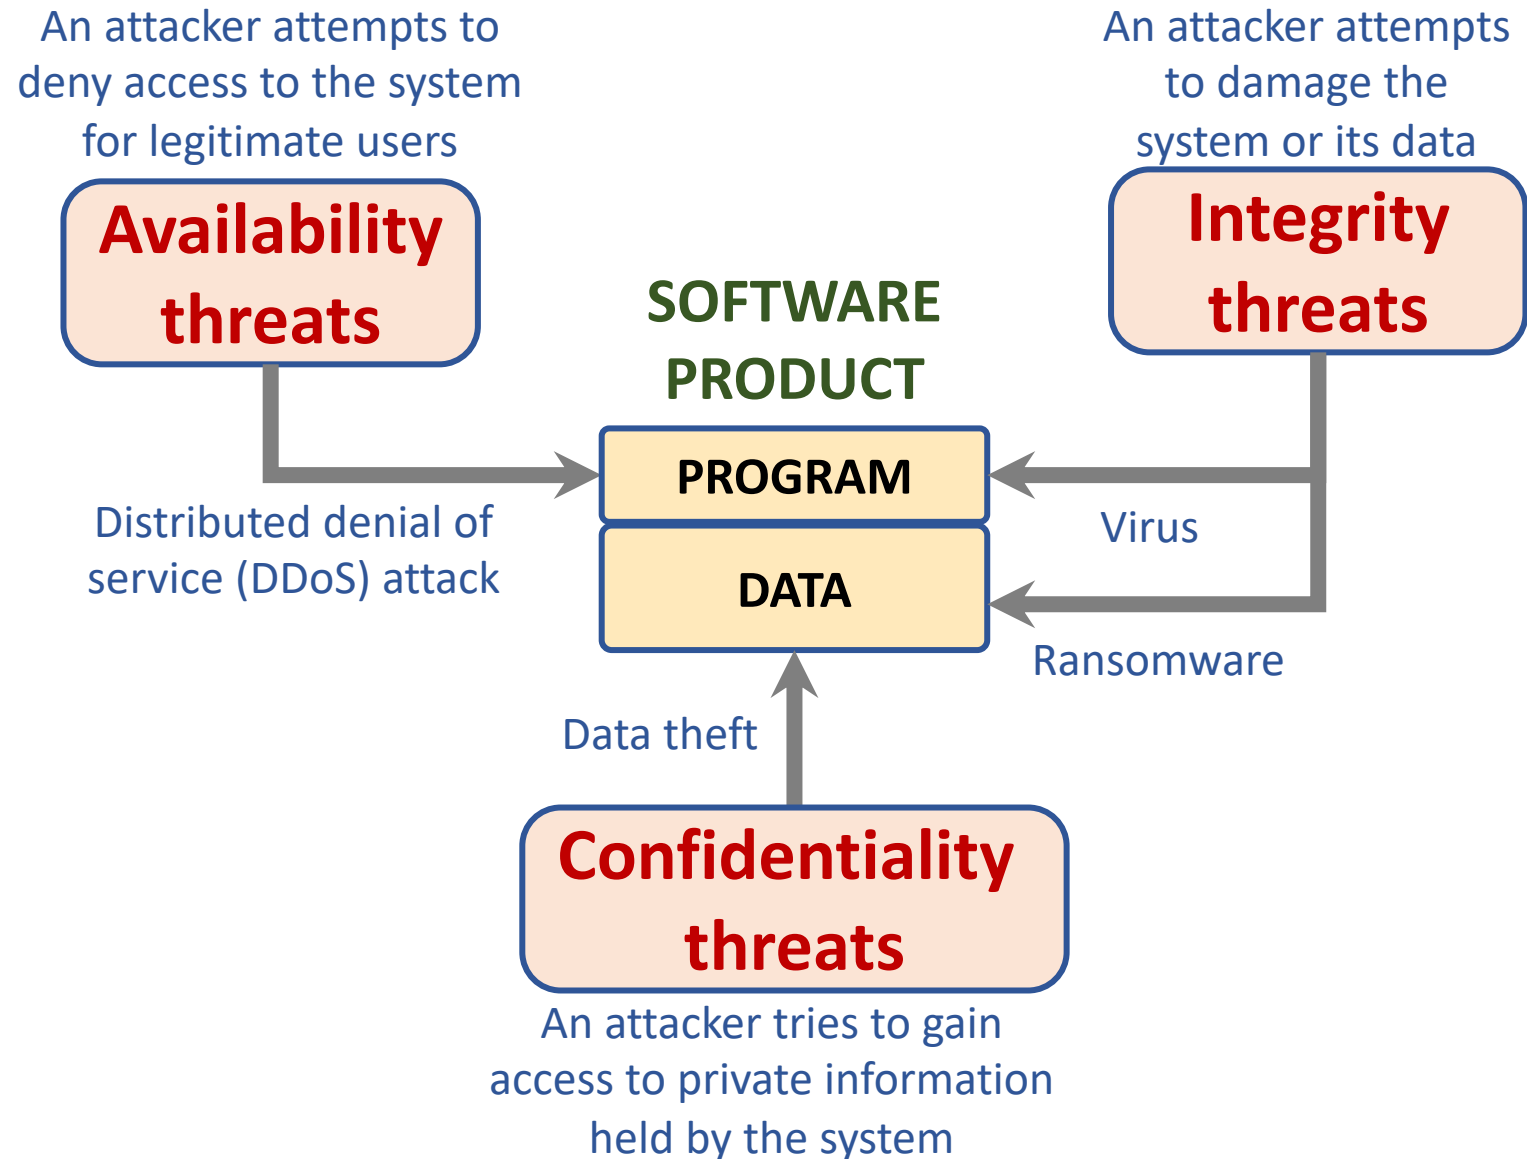 An attacker attempts to
deny access to the system
for legitimate users
Availability
threats
An attacker attempts
to damage the
system or its data
Integrity
threats
SOFTWARE
PRODUCT
PROGRAM
DATA
Distributed denial of
service (DDoS) attack
Virus
Ransomware
Data theft
Confidentiality
threats
An attacker tries to gain
access to private information
held by the system